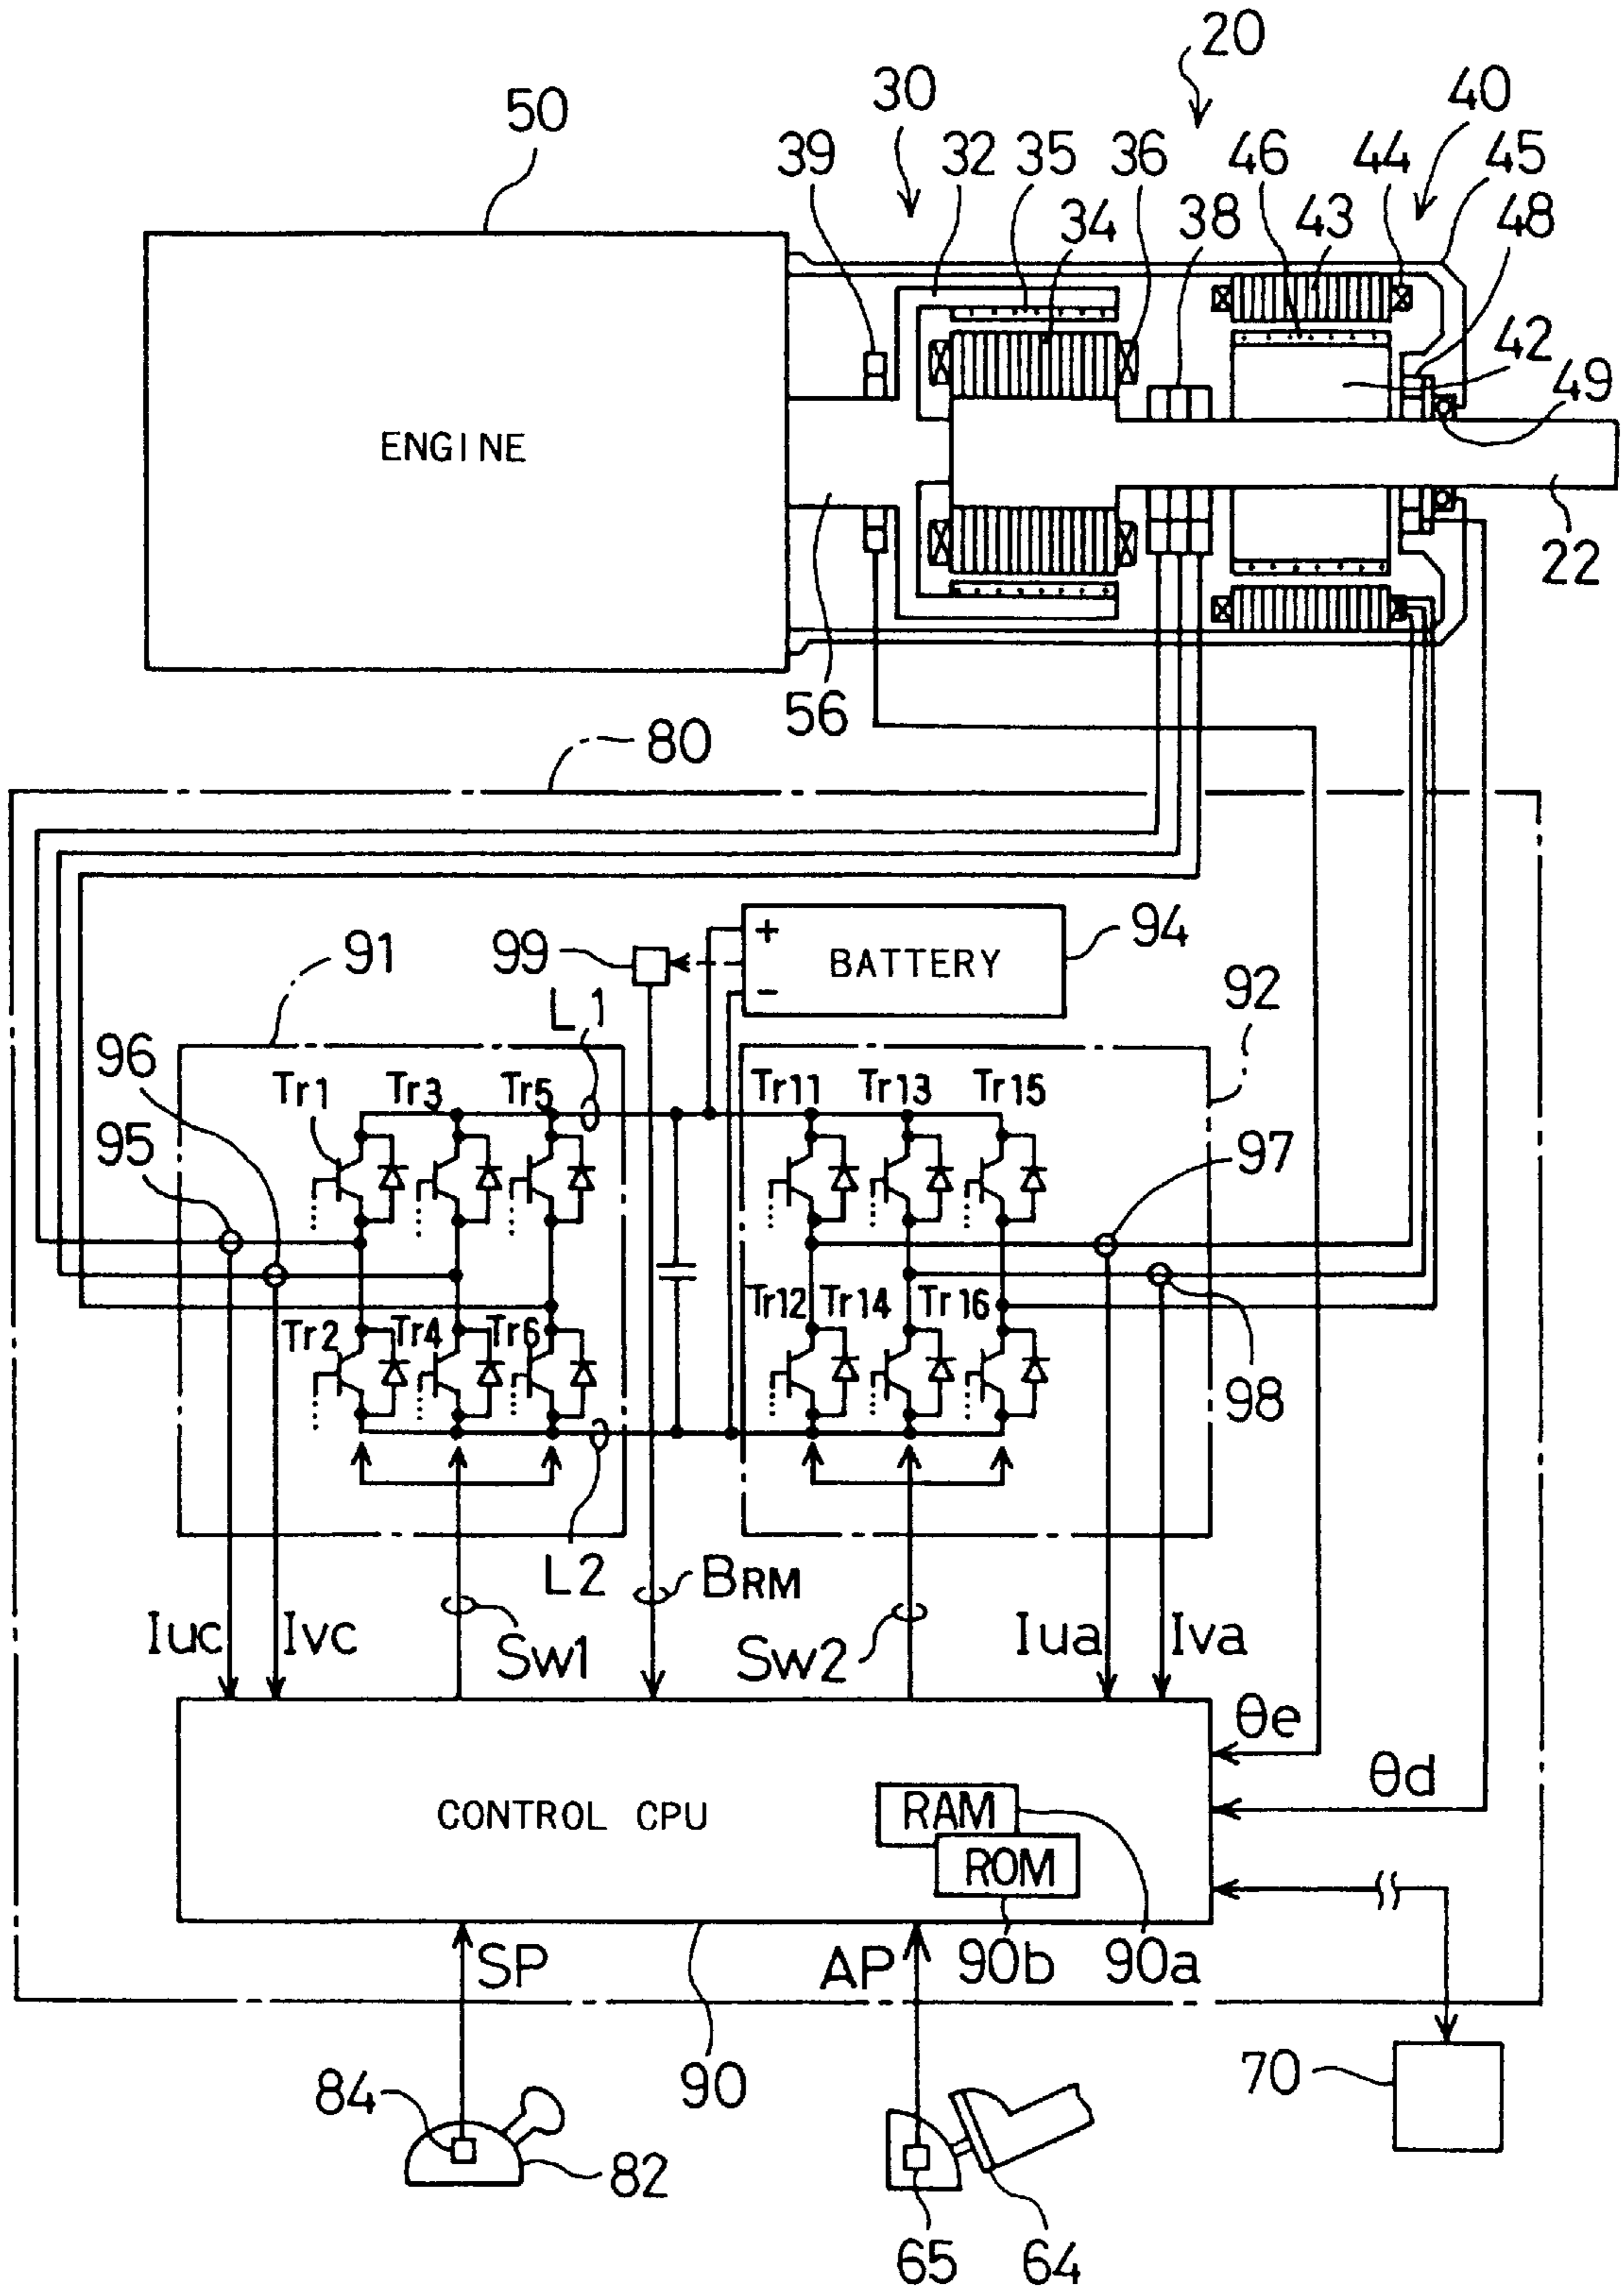 20
30
40
50
39
32
35
36
46
44
45
34
38
43
48
42
49
ENGINE
22
56
80
91
99
+
BATTERY
-
94
92
L1
96
Tr1
Tr3
Tr5
Tr11
Tr13
Tr15
95
97
Tr2
Tr4
Tr6
Tr12
Tr14
Tr16
98
L2
BRM
Iuc
Ivc
Sw1
Sw2
Iua
Iva
θe
θd
CONTROL CPU
RAM
ROM
SP
AP
90b
90a
90
70
84
82
65
64